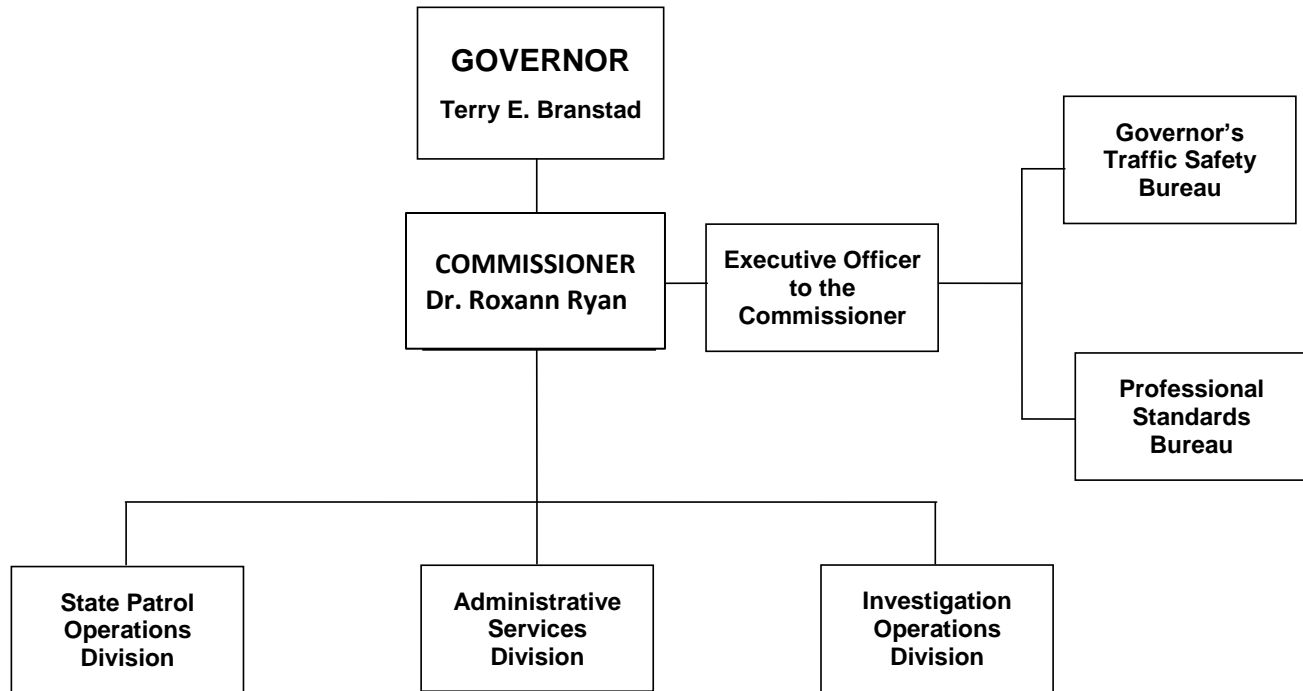 GOVERNOR
Terry E. Branstad
Governor’s
Traffic Safety
Bureau
COMMISSIONER
Dr. Roxann Ryan
Executive Officer
to the
Commissioner
Professional
Standards
Bureau
State Patrol
Operations
Division
Administrative
Services
Division
Investigation
Operations
Division